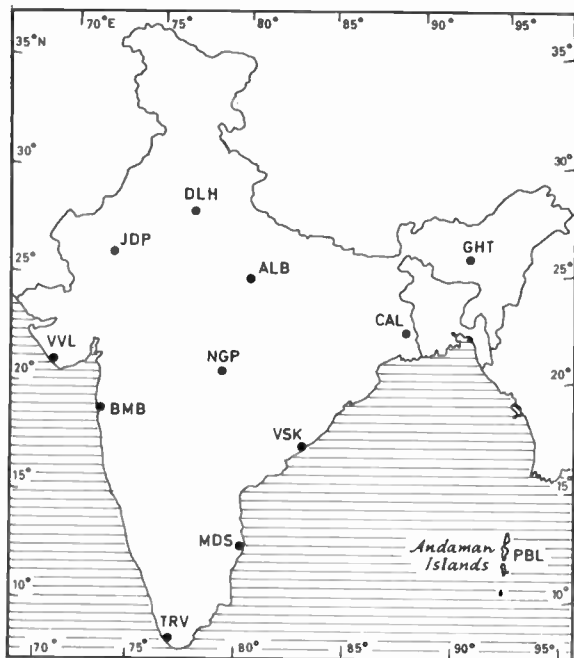 70°E 75° 80° 85° 90° 95°
35°N 35°
30° 30°
DLH
JDP
GHT
25° ALB 25°
CAL
VVL
NGP
20° 20°
BMB
VSK
15° 15°
MDS
Andaman PBL
Islands
10° 10°
TRV
70° 75° 80 85° 90° 95°